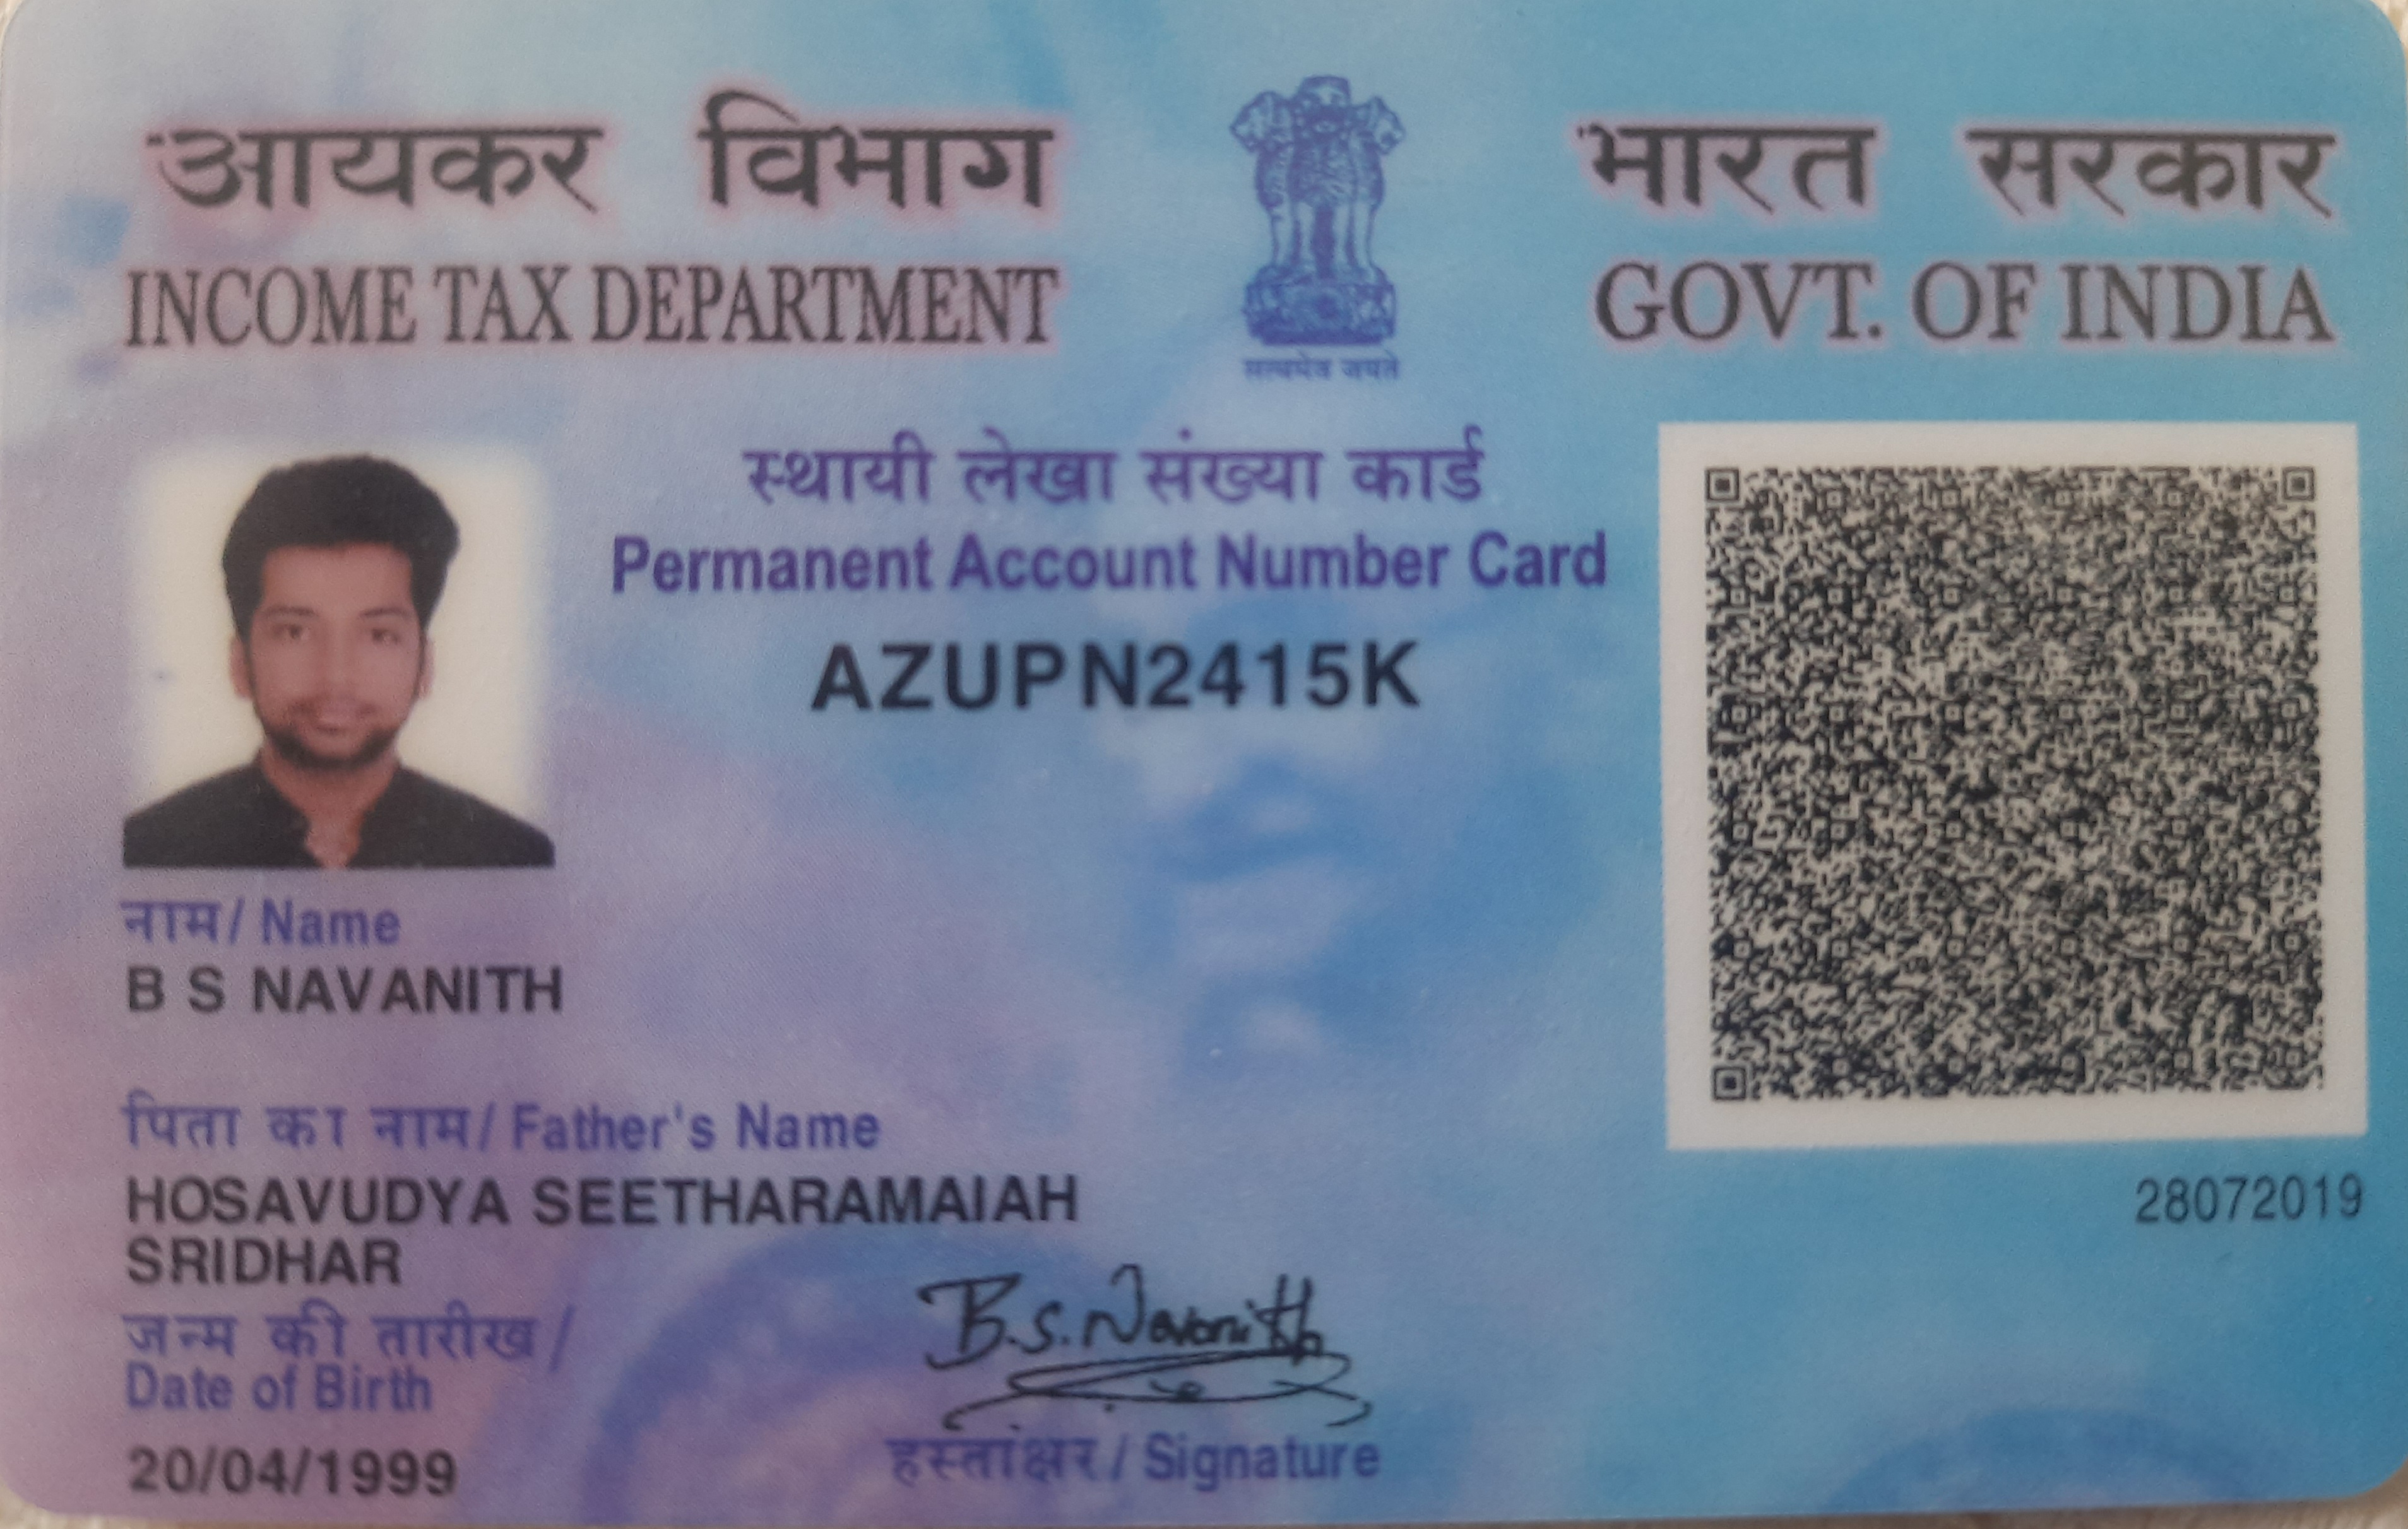 आयकर विभाग
INCOME TAX DEPARTMENT
सत्यमेव जयते
भारत सरकार
GOVT. OF INDIA
स्थायी लेखा संख्या कार्ड
Permanent Account Number Card
AZUPN2415K
नाम/ Name
B S NAVANITH
पिता का नाम/ Father's Name
HOSAVUDYA SEETHARAMAIAH
SRIDHAR
जन्म की तारीख/
Date of Birth
20/04/1999
B.S.Navanith
हस्तांक्षर/ Signature
28072019